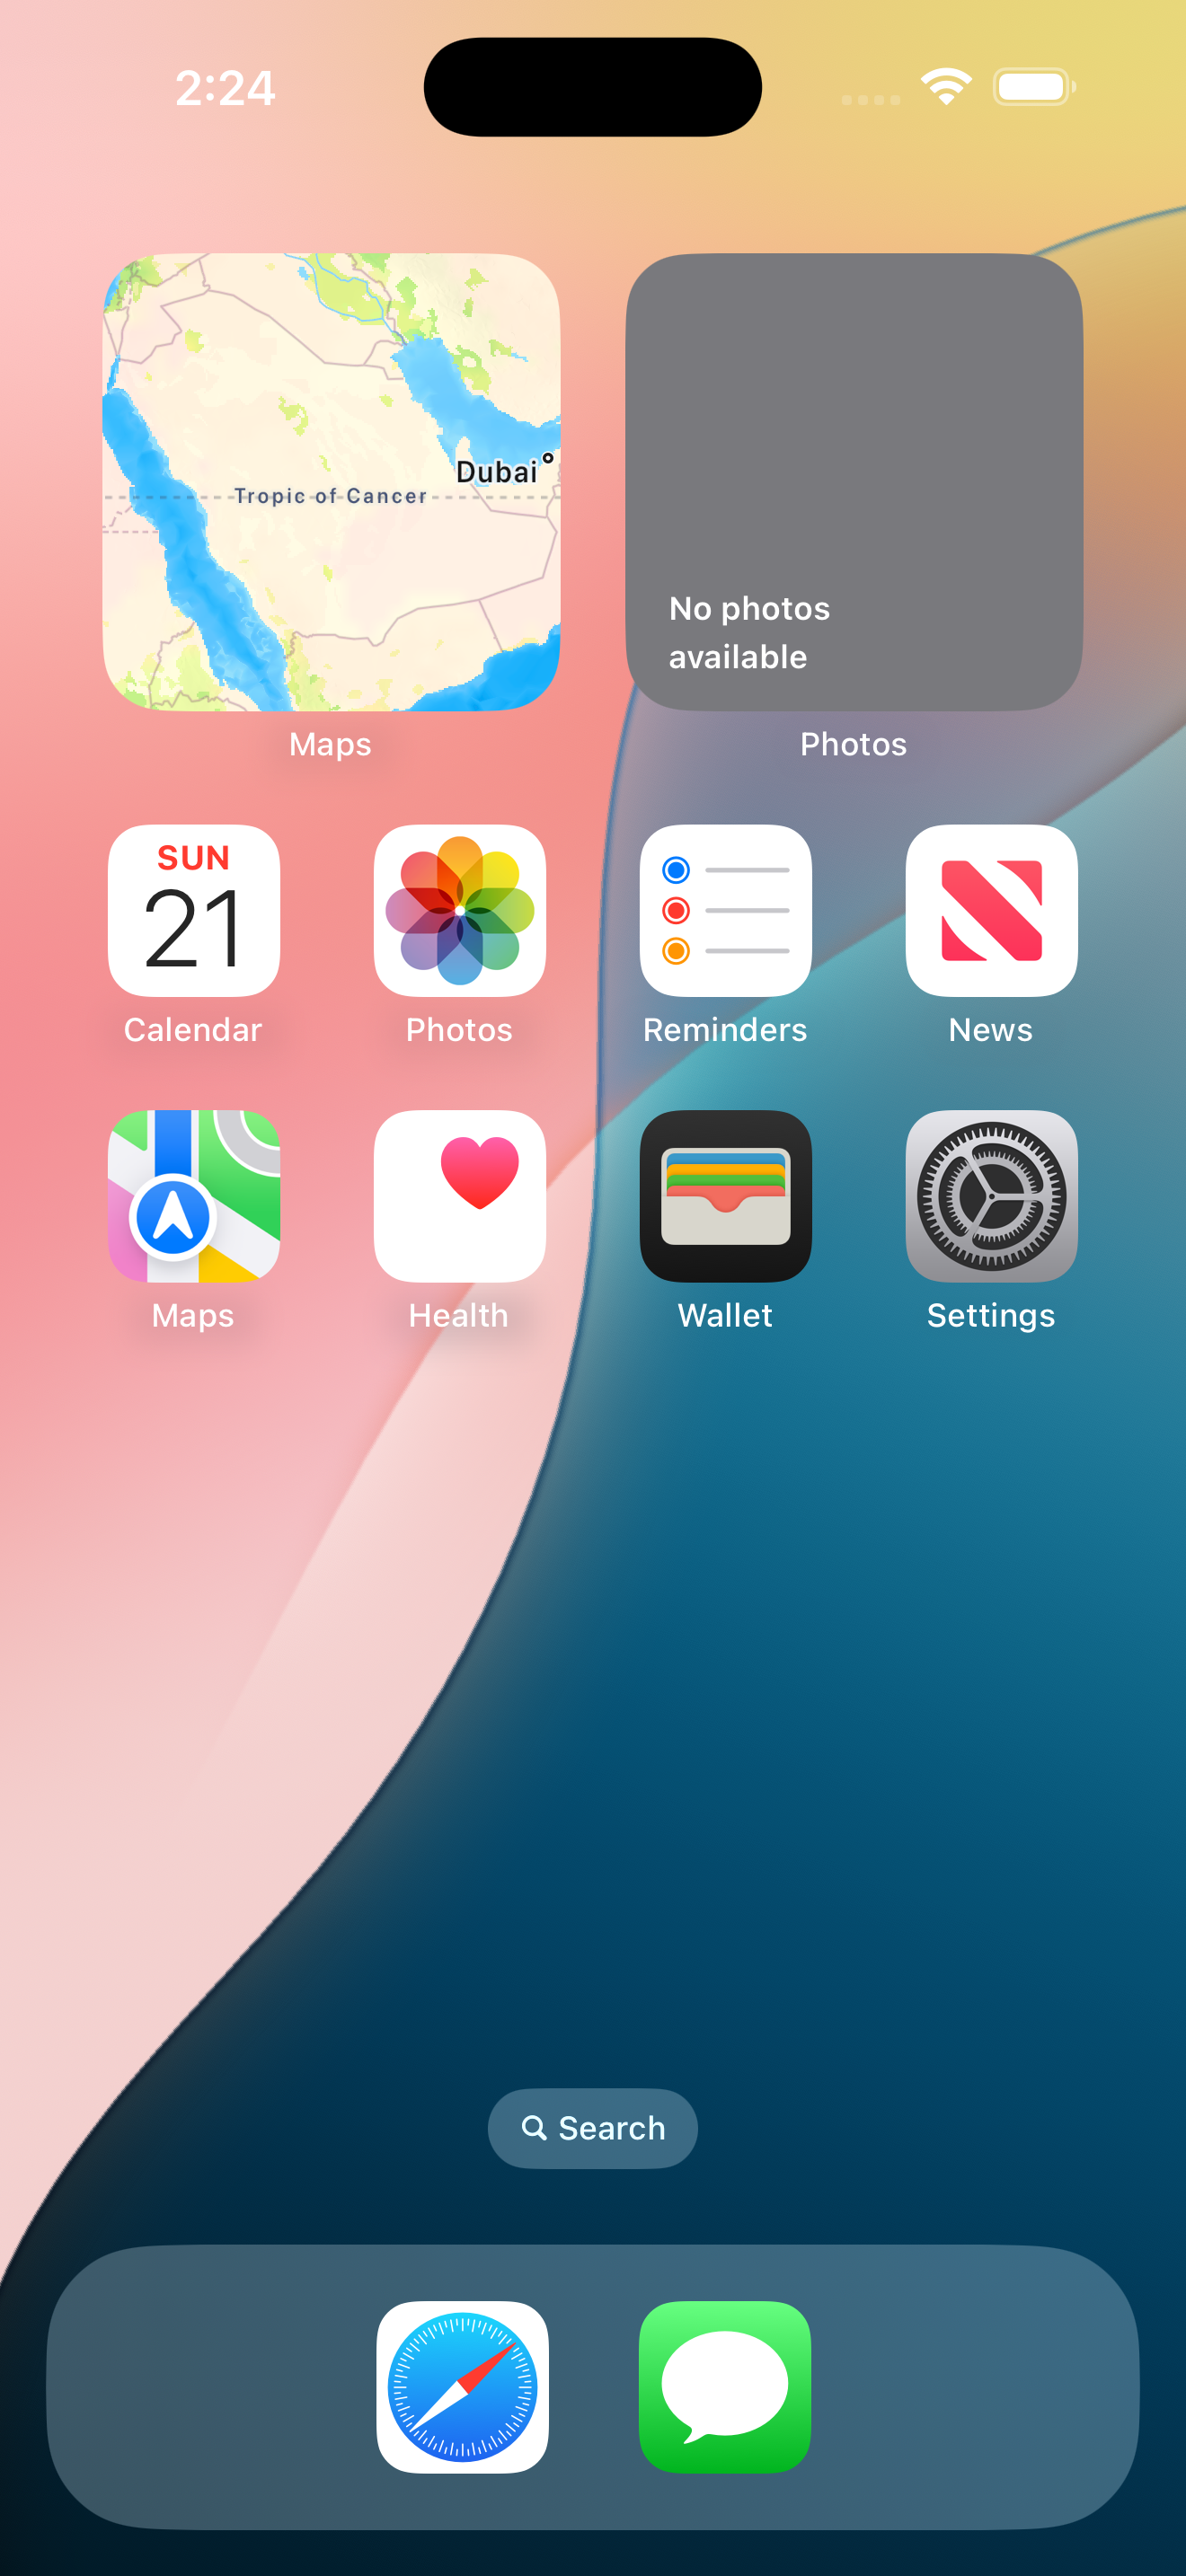 2:24
Dubai
Tropic of Cancer
No photos
available
Maps
Photos
SUN
21
Calendar
Photos
Reminders
News
Maps
Health
Wallet
Settings
Search